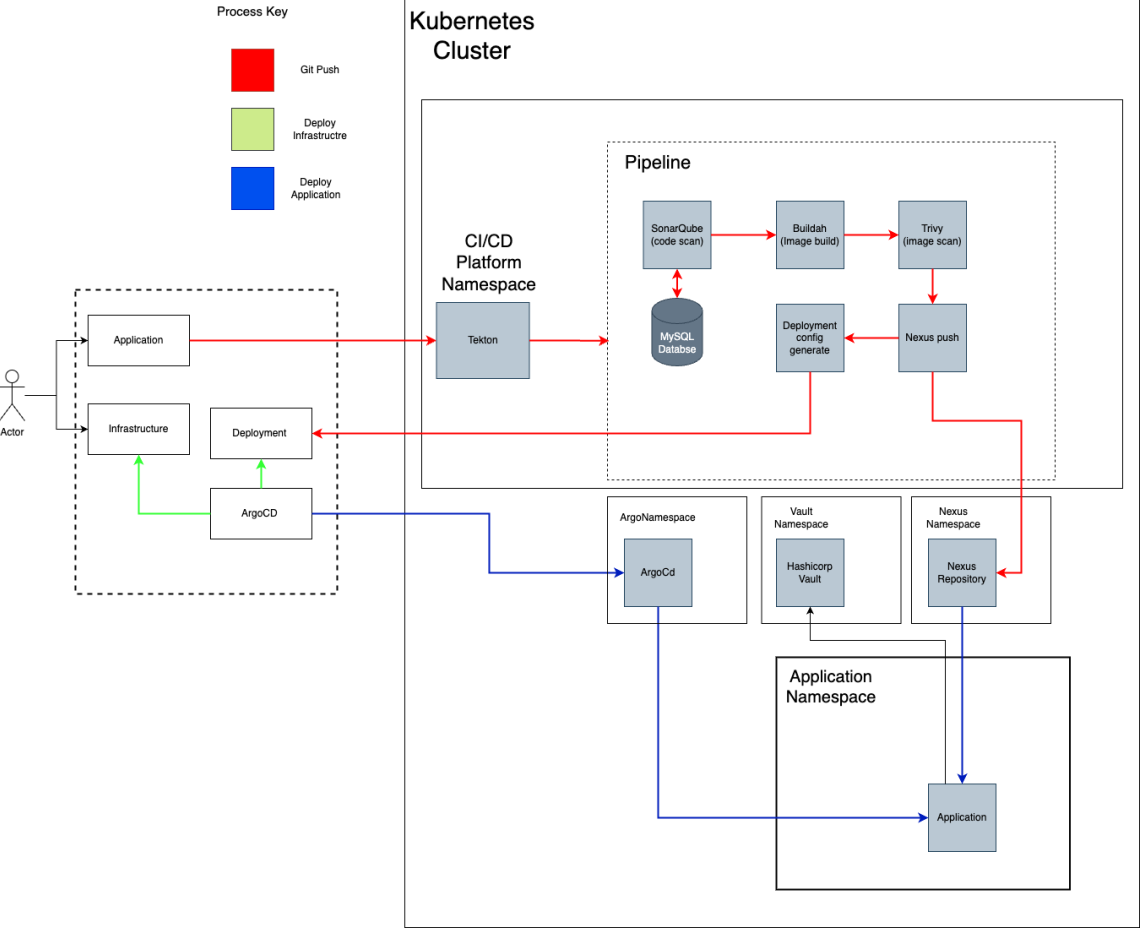 Process Key
Git Push
Deploy
Infrastructre
Deploy
Application
Kubernetes
Cluster
Pipeline
SonarQube
(code scan)
Buildah
(Image build)
Trivy
(image scan)
CI/CD
Platform
Namespace
Tekton
MySQL
Databse
Deployment
config
generate
Nexus push
Application
Infrastructure
Deployment
ArgoCD
Actor
ArgoNamespace
ArgoCd
Vault
Namespace
Hashicorp
Vault
Nexus
Namespace
Nexus
Repository
Application
Namespace
Application